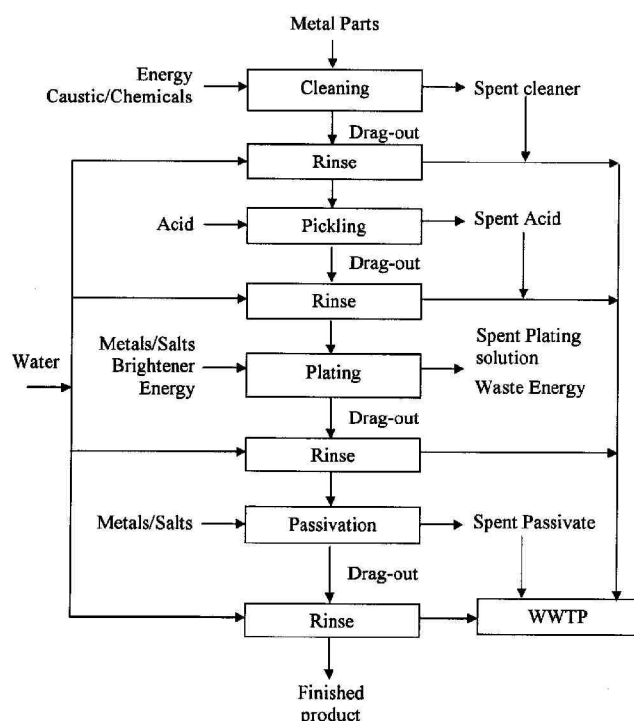 Metal Parts
Energy
Caustic/Chemicals
Cleaning
Spent cleaner
Drag-out
Rinse
Acid
Pickling
Spent Acid
Drag-out
Rinse
Water
Metals/Salts
Brightener
Energy
Plating
Spent Plating
solution
Waste Energy
Drag-out
Rinse
Metals/Salts
Passivation
Spent Passivate
Drag-out
Rinse
WWTP
Finished
product